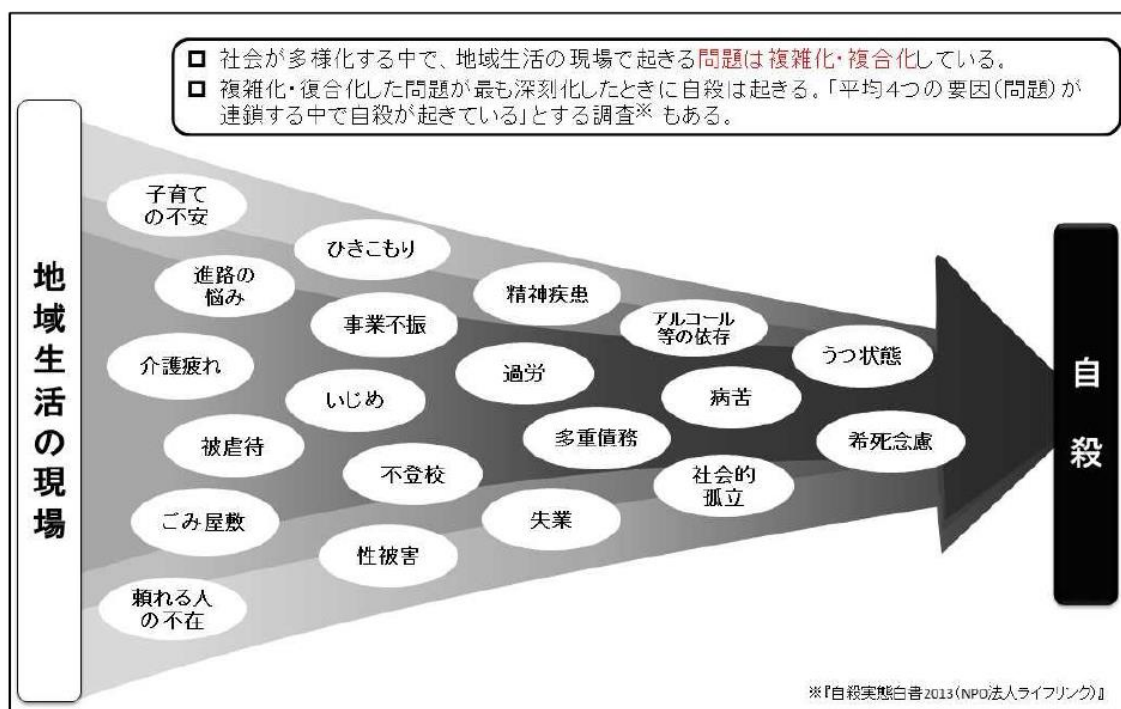 □ 社会が多様化する中で、地域生活の現場で起きる問題は複雑化・複合化している。
□ 複雑化・復合化した問題が最も深刻化したときに自殺は起きる。「平均4つの要因(問題)が
連鎖する中で自殺が起きている」とする調査※ もある。
地域生活の現場
子育て
の不安
ひきこもり
進路の
悩み
精神疾患
事業不振
アルコール
等の依存
うつ状態
介護疲れ
過労
いじめ
病苦
被虐待
多重債務
希死念慮
不登校
社会的
孤立
ごみ屋敷
失業
性被害
頼れる人
の不在
自殺
※『自殺実態白書2013(NPO法人ライフリンク)』